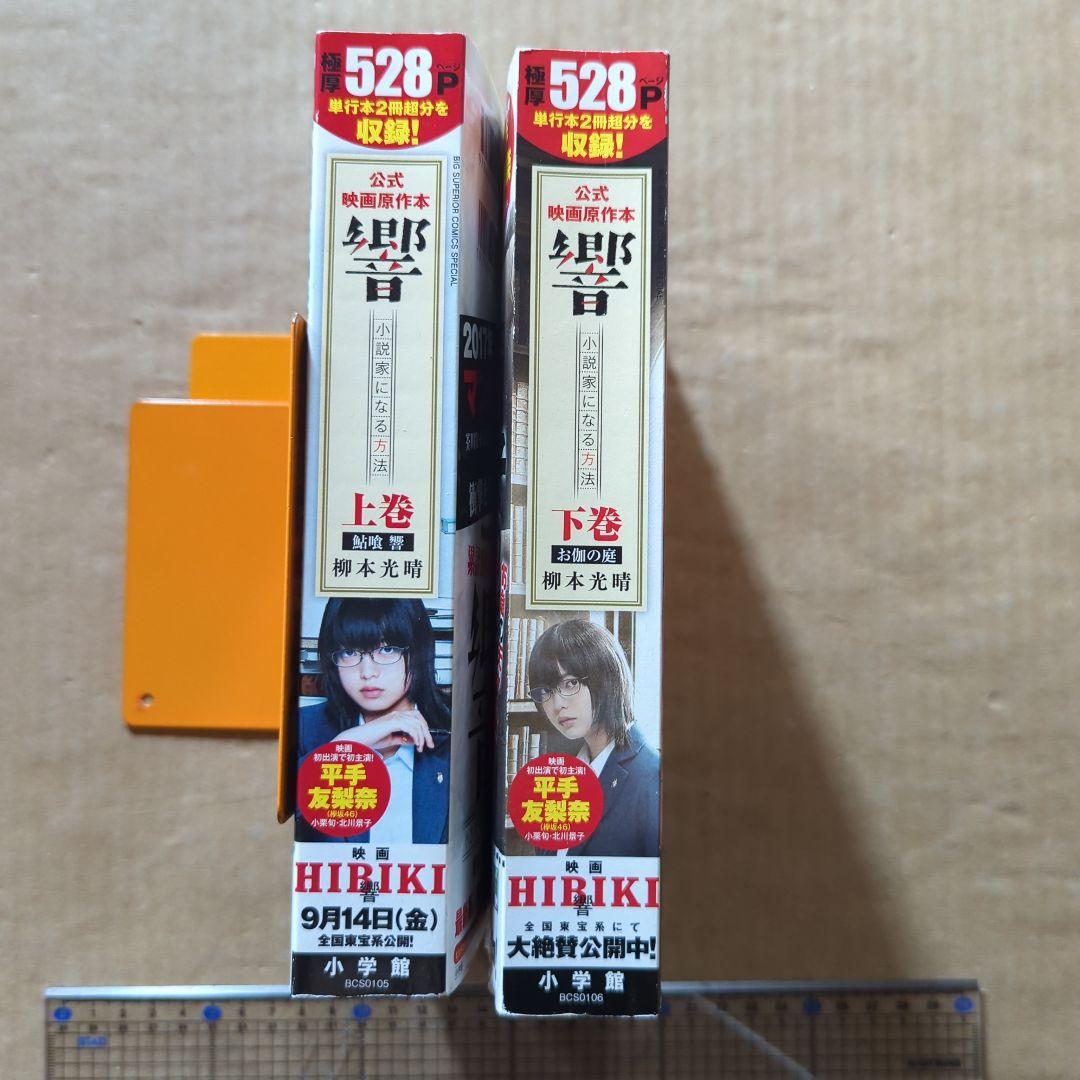 極厚528ページP
単行本2冊超分を
収録!
公式
映画原作本
響
小説家になる方法
上巻
鮎喰 響
柳本光晴
BIG SUPERIOR COMICS SPECIAL
2017年
マ
映画
初出演で初主演!
平手
友梨奈
(欅坂46)
小栗旬・北川景子
映画
HIBIKI
響
9月14日(金)
全国東宝系公開!
小学館
BCS0105
極厚528ページP
単行本2冊超分を
収録!
公式
映画原作本
響
小説家になる方法
下巻
お伽の庭
柳本光晴
映画
初出演で初主演!
平手
友梨奈
(欅坂46)
小栗旬・北川景子
映画
HIBIKI
響
全国東宝系にて
大絶賛公開中!
小学館
BCS0106